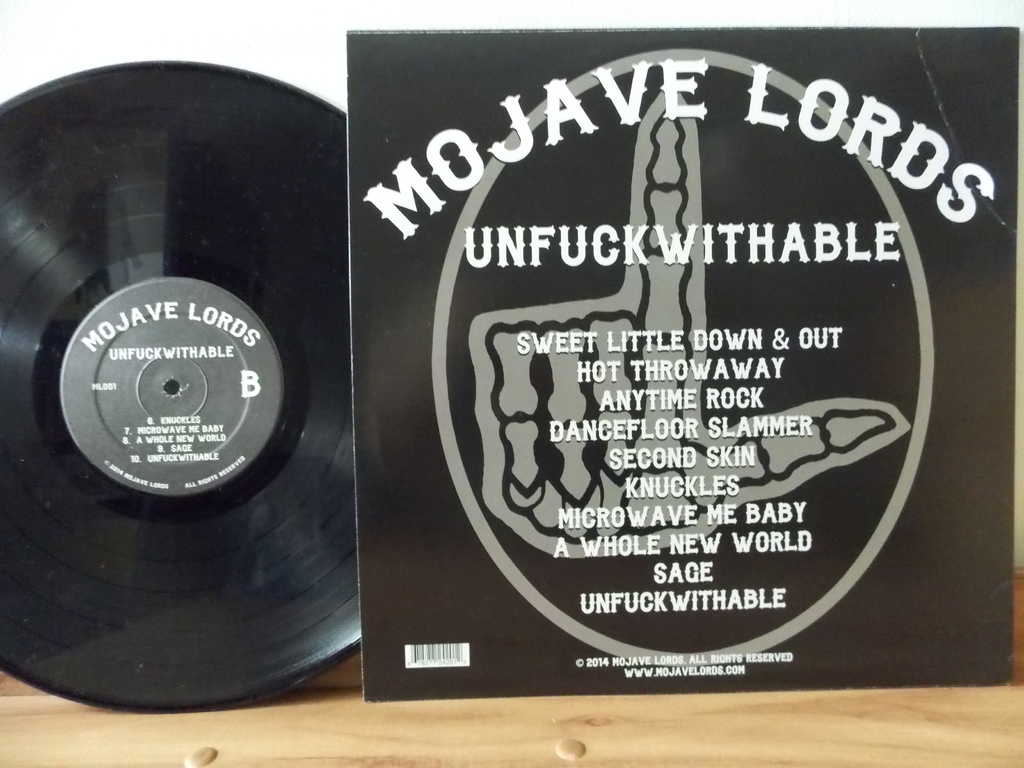 MOJAVE LORDS
UNFUCKWITHABLE
ML001
B
6. KNUCKLES
7. MICROWAVE ME BABY
8. A WHOLE NEW WORLD
9. SAGE
10. UNFUCKWITHABLE
© 2014 MOJAVE LORDS ALL RIGHTS RESERVED
MOJAVE LORDS
UNFUCKWITHABLE
SWEET LITTLE DOWN & OUT
HOT THROWAWAY
ANYTIME ROCK
DANCEFLOOR SLAMMER
SECOND SKIN
KNUCKLES
MICROWAVE ME BABY
A WHOLE NEW WORLD
SAGE
UNFUCKWITHABLE
© 2014 MOJAVE LORDS. ALL RIGHTS RESERVED
WWW.MOJAVELORDS.COM